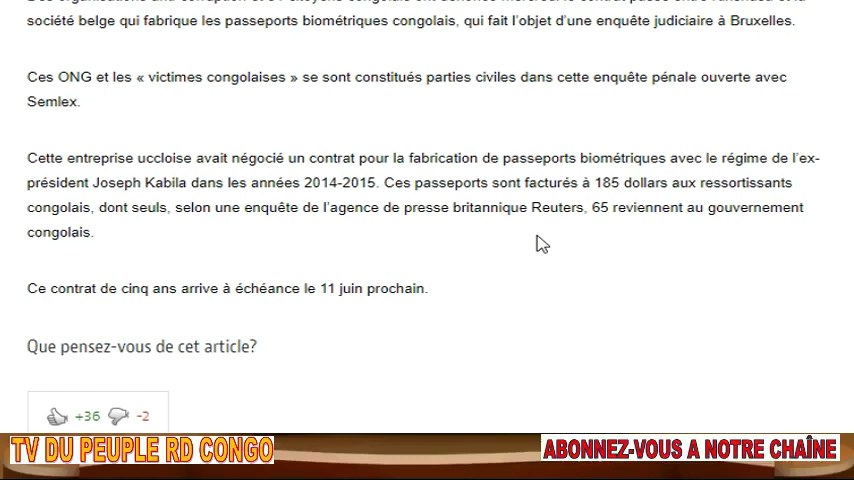 société belge qui fabrique les passeports biométriques congolais, qui fait l'objet d'une enquête judiciaire à Bruxelles.
Ces ONG et les « victimes congolaises » se sont constitués parties civiles dans cette enquête pénale ouverte avec
Semlex.
Cette entreprise uccloise avait négocié un contrat pour la fabrication de passeports biométriques avec le régime de l'ex-
président Joseph Kabila dans les années 2014-2015. Ces passeports sont facturés à 185 dollars aux ressortissants
congolais, dont seuls, selon une enquête de l'agence de presse britannique Reuters, 65 reviennent au gouvernement
congolais.
Ce contrat de cinq ans arrive à échéance le 11 juin prochain.
Que pensez-vous de cet article?
+36 -2
TV DU PEUPLE RD CONGO
ABONNEZ-VOUS A NOTRE CHAÎNE